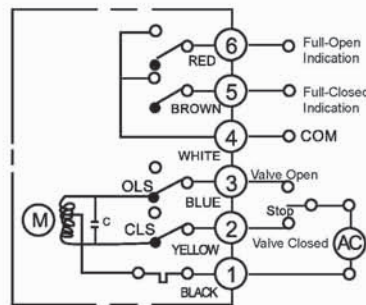 6
Full-Open
Indication
RED
5
Full-Closed
Indication
BROWN
4
COM
WHITE
OLS
3
Valve Open
BLUE
Stop
M
C
CLS
2
YELLOW
Valve Closed
AC
1
BLACK